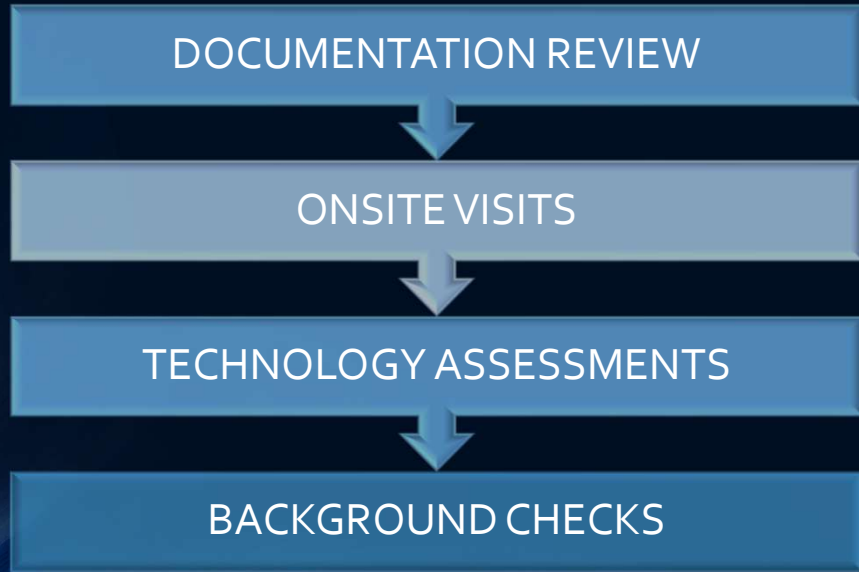 DOCUMENTATION REVIEW
ONSITE VISITS
TECHNOLOGY ASSESSMENTS
BACKGROUND CHECKS